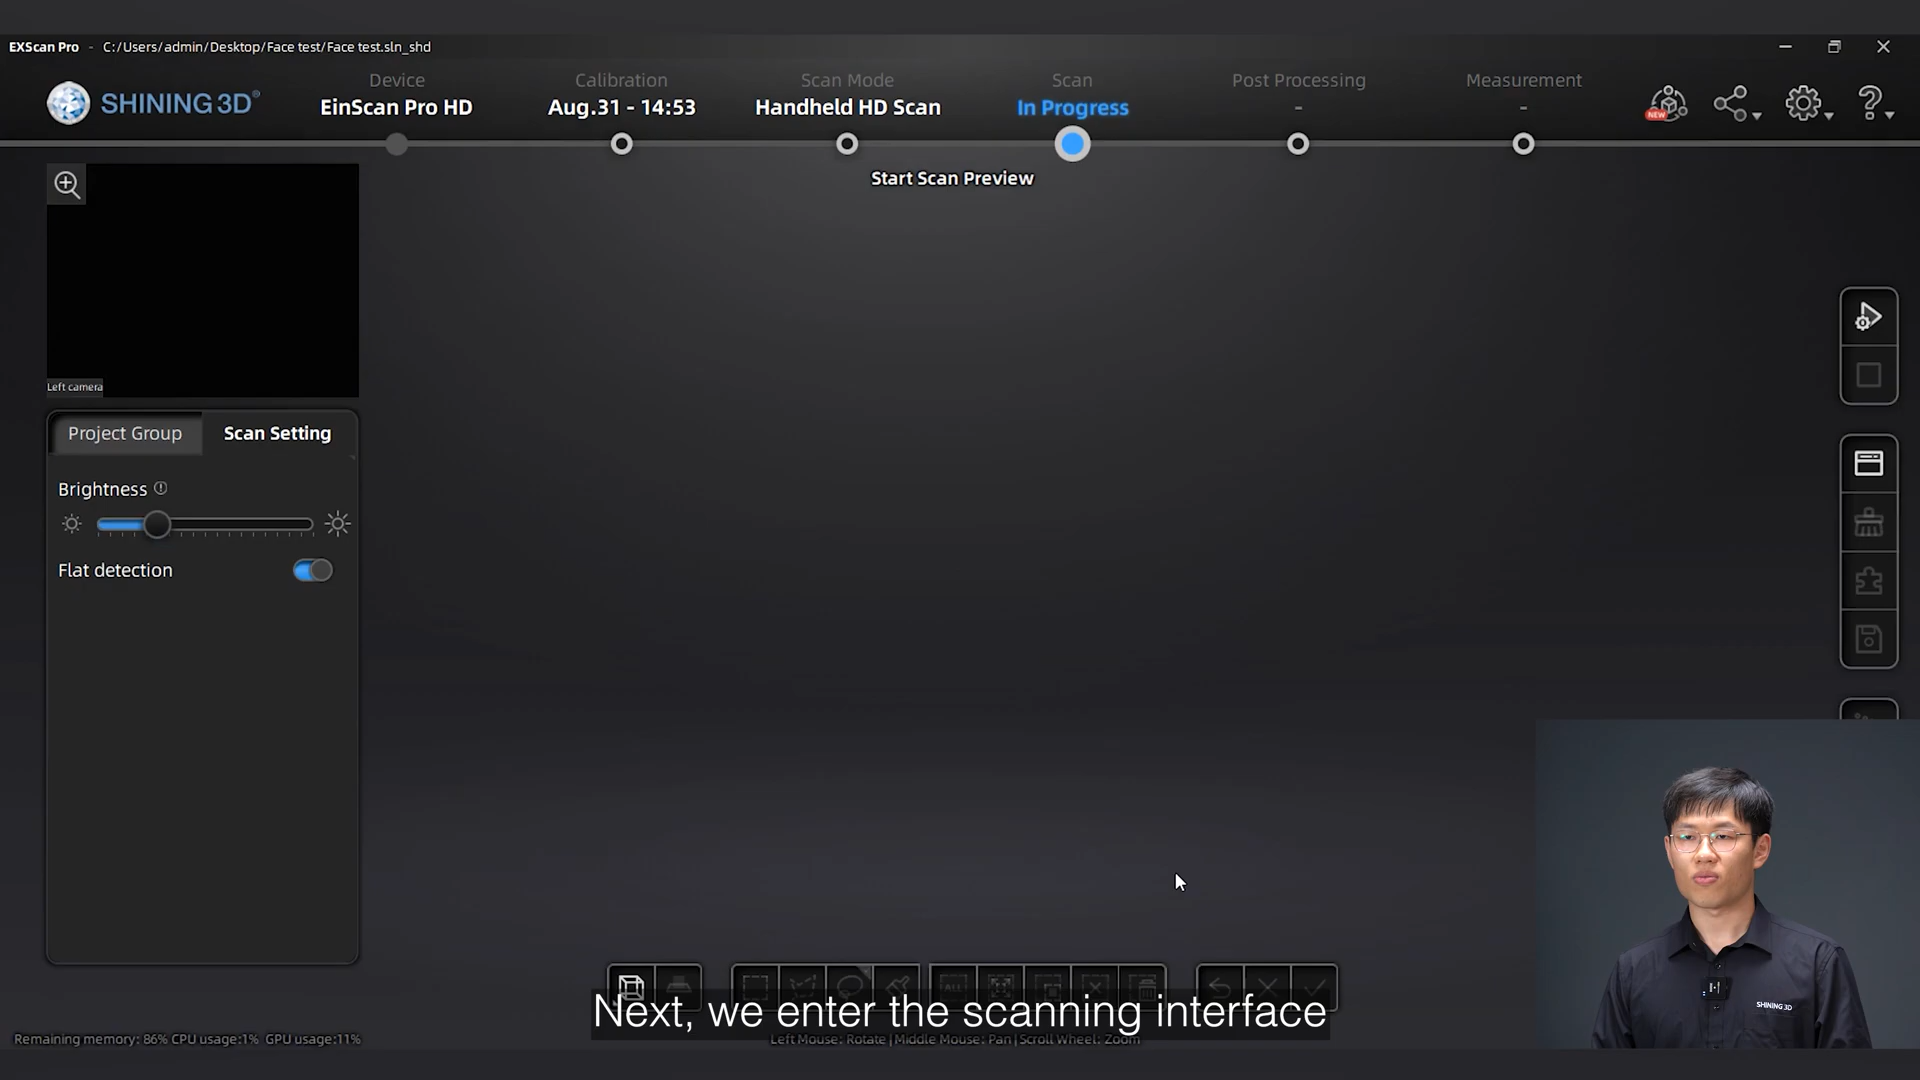 EXScan Pro - C:/Users/admin/Desktop/Face test/Face test.sln_shd
SHINING 3D®
Device
EinScan Pro HD
Calibration
Aug.31 - 14:53
Scan Mode
Handheld HD Scan
Scan
In Progress
Post Processing
-
Measurement
-
NEW
Start Scan Preview
Left camera
Project Group
Scan Setting
Brightness
Flat detection
ALL
SHINING 3D
Next, we enter the scanning interface
Remaining memory: 86% CPU usage:1% GPU usage:11%
Left Mouse: Rotate|Middle Mouse: Pan|Scroll Wheel: Zoom